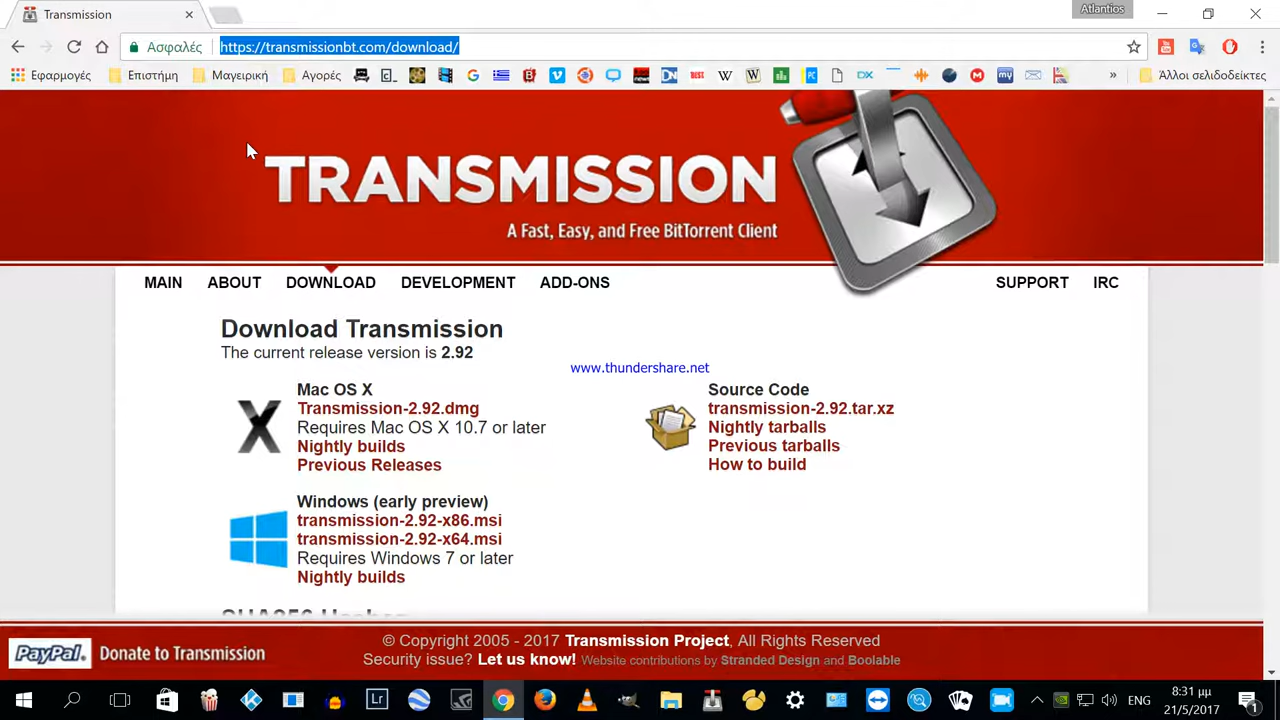 Transmission
Atlantios
Ασφαλές
https://transmissionbt.com/download/
Εφαρμογές
Επιστήμη
Μαγειρική
Αγορές
»
Άλλοι σελιδοδείκτες
TRANSMISSION
A Fast, Easy, and Free BitTorrent Client
MAIN ABOUT DOWNLOAD DEVELOPMENT ADD-ONS SUPPORT IRC
Download Transmission
The current release version is 2.92
www.thundershare.net
Mac OS X
Transmission-2.92.dmg
Requires Mac OS X 10.7 or later
Nightly builds
Previous Releases
Source Code
transmission-2.92.tar.xz
Nightly tarballs
Previous tarballs
How to build
Windows (early preview)
transmission-2.92-x86.msi
transmission-2.92-x64.msi
Requires Windows 7 or later
Nightly builds
SHA256 Hashes
PayPal Donate to Transmission
© Copyright 2005 - 2017 Transmission Project, All Rights Reserved
Security issue? Let us know! Website contributions by Stranded Design and Boolable
ΕΝG
8:31 μμ
21/5/2017